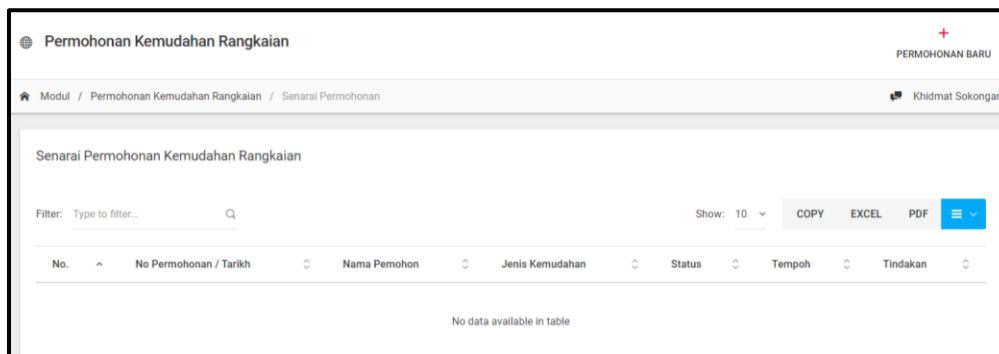 Permohonan Kemudahan Rangkaian
PERMOHONAN BARU
Modul / Permohonan Kemudahan Rangkaian / Senarai Permohonan
Khidmat Sokongan
Senarai Permohonan Kemudahan Rangkaian
Filter: Type to filter... Show: 10 COPY EXCEL PDF
No. No Permohonan / Tarikh Nama Pemohon Jenis Kemudahan Status Tempoh Tindakan
No data available in table